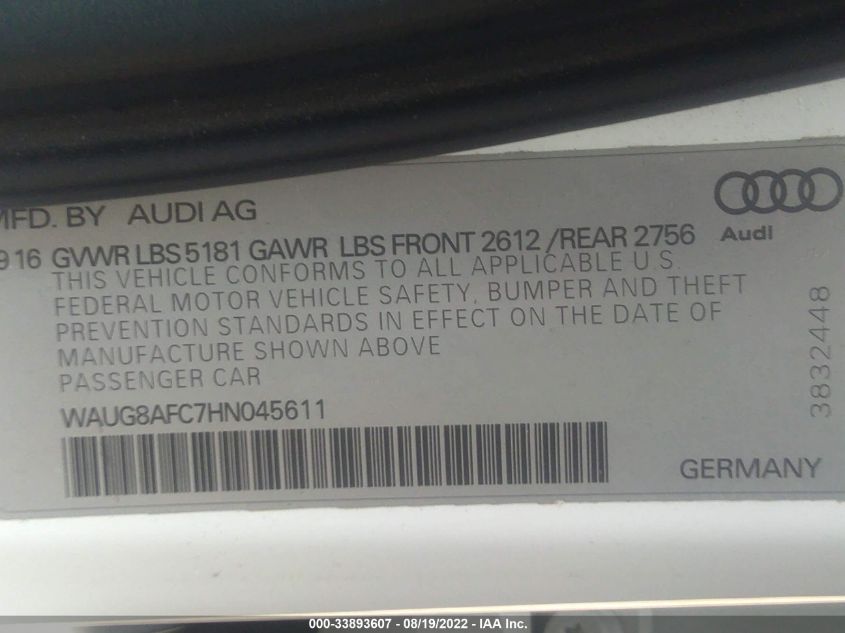 MFD. BY AUDI AG
916 GVWR LBS 5181 GAWR LBS FRONT 2612 /REAR 2756
Audi
THIS VEHICLE CONFORMS TO ALL APPLICABLE U.S.
FEDERAL MOTOR VEHICLE SAFETY, BUMPER AND THEFT
PREVENTION STANDARDS IN EFFECT ON THE DATE OF
MANUFACTURE SHOWN ABOVE
PASSENGER CAR
WAUG8AFC7HN045611
3832448
GERMANY
000-33893607 - 08/19/2022 - IAA Inc.